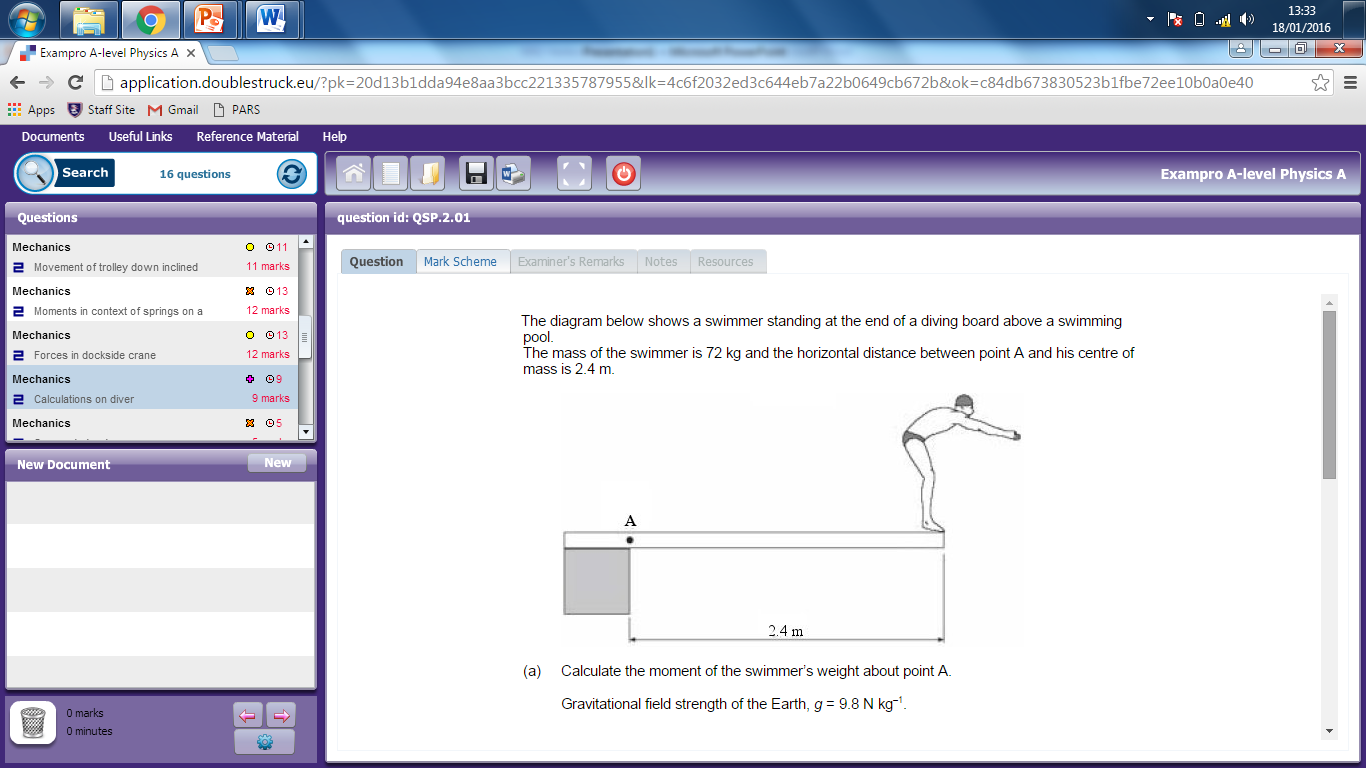 13:33
18/01/2016
Exampro A-level Physics A
application.doublestruck.eu/?pk=20d13b1dda94e8aa3bcc221335787955&lk=4c6f2032ed3c644eb7a22b0649cb672b&ok=c84db673830523b1fbe72ee10b0a0e40
Apps Staff Site Gmail PARS
Documents Useful Links Reference Material Help
Search 16 questions
Exampro A-level Physics A
Questions
Mechanics 11
Movement of trolley down inclined 11 marks
Mechanics 13
Moments in context of springs on a 12 marks
Mechanics 13
Forces in dockside crane 12 marks
Mechanics 9
Calculations on diver 9 marks
Mechanics 5
New Document New
0 marks
0 minutes
question id: QSP.2.01
Question Mark Scheme Examiner's Remarks Notes Resources
The diagram below shows a swimmer standing at the end of a diving board above a swimming
pool.
The mass of the swimmer is 72 kg and the horizontal distance between point A and his centre of
mass is 2.4 m.
A
2.4 m
(a) Calculate the moment of the swimmer's weight about point A.
Gravitational field strength of the Earth, g = 9.8 N kg⁻¹.